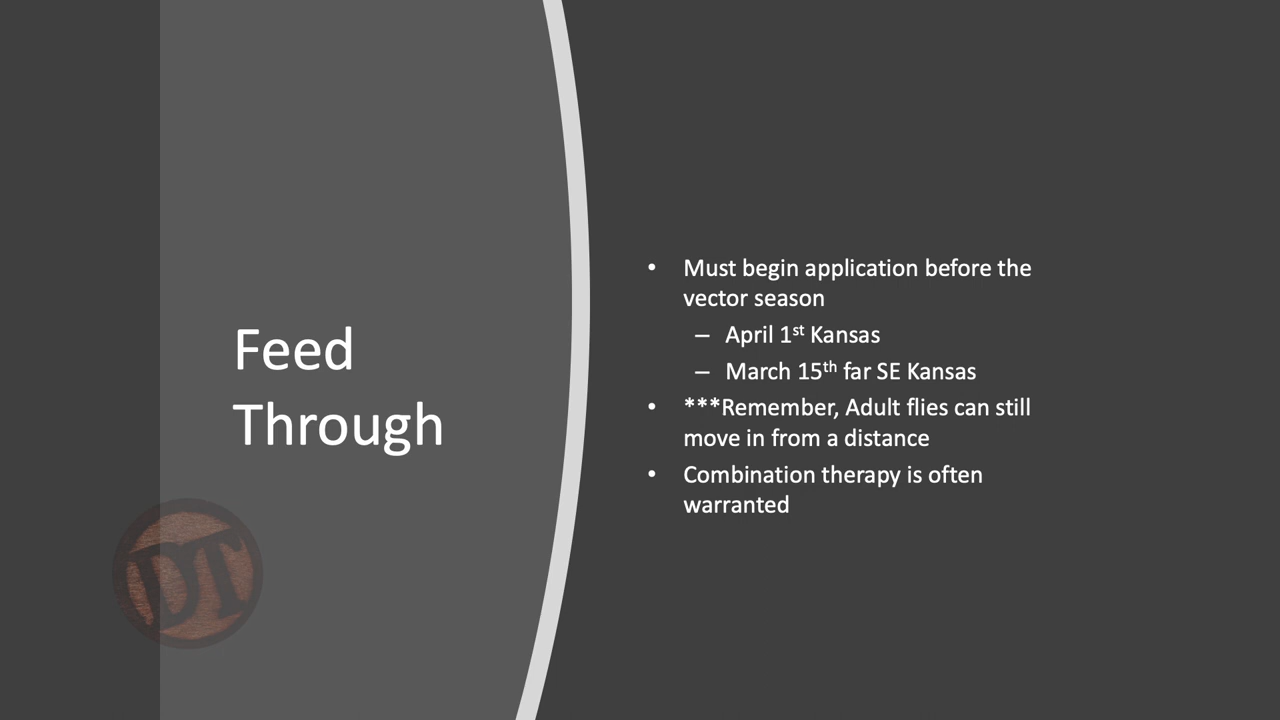 Feed
Through
• Must begin application before the
vector season
– April 1st Kansas
– March 15th far SE Kansas
• ***Remember, Adult flies can still
move in from a distance
• Combination therapy is often
warranted
DT